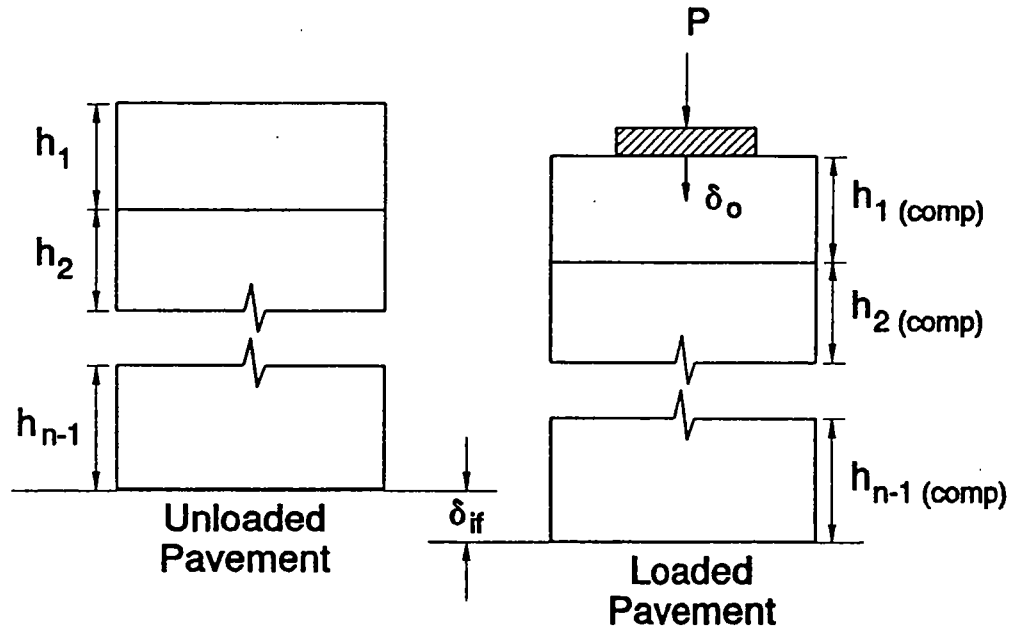 P
h1
h2
hn-1
δo
h1 (comp)
h2 (comp)
hn-1 (comp)
δif
Unloaded
Pavement
Loaded
Pavement